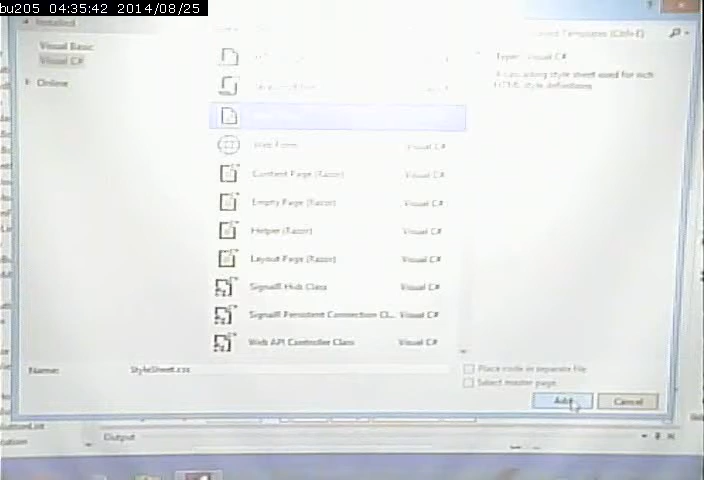 bu205 04:35:42 2014/08/25
Installed
Visual Basic
Visual C#
Online
Templates (Ctrl+E)
Type: Visual C#
A cascading style sheet used for rich
HTML style definitions
Web Form Visual C#
Content Page (Razor) Visual C#
Empty Page (Razor) Visual C#
Helper (Razor) Visual C#
Layout Page (Razor) Visual C#
SignalR Hub Class Visual C#
SignalR Persistent Connection Cl... Visual C#
Web API Controller Class Visual C#
Name: StyleSheet.css
Place code in separate file
Select master page
Add
Cancel
Output